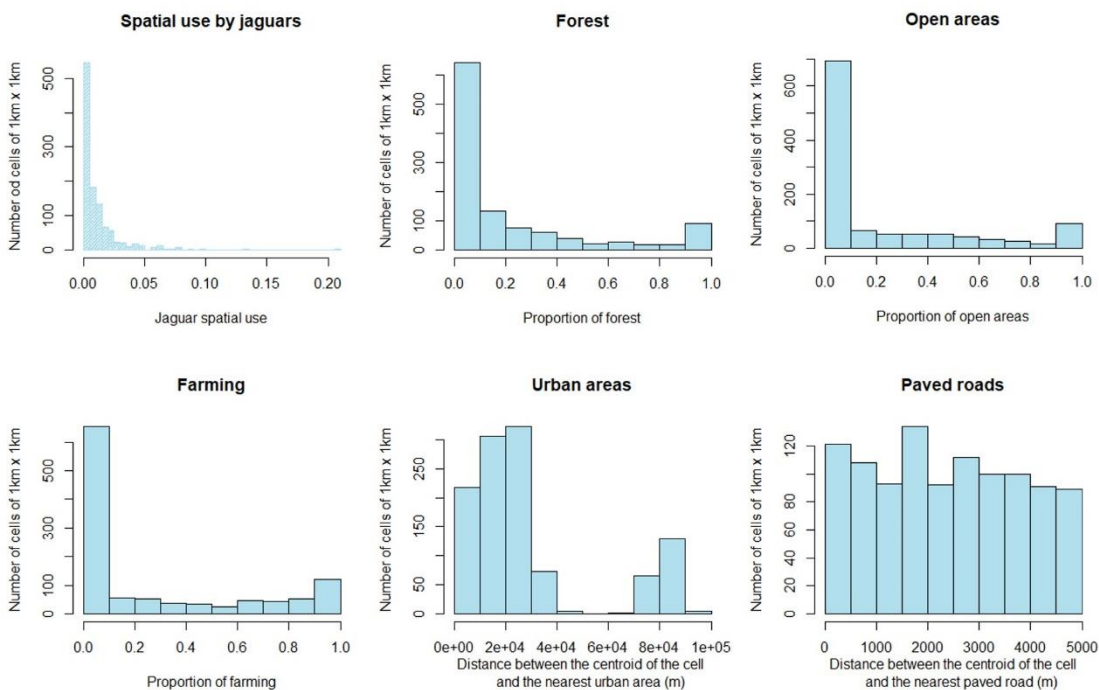 Spatial use by jaguars
Number od cells of 1km x 1km
0
100
300
500
0.00
0.05
0.10
0.15
0.20
Jaguar spatial use
Forest
Number of cells of 1km x 1km
0
100
300
500
0.0
0.2
0.4
0.6
0.8
1.0
Proportion of forest
Open areas
Number of cells of 1km x 1km
0
200
400
600
0.0
0.2
0.4
0.6
0.8
1.0
Proportion of open areas
Farming
Number of cells of 1km x 1km
0
100
300
500
0.0
0.2
0.4
0.6
0.8
1.0
Proportion of farming
Urban areas
Number of cells of 1km x 1km
0
50
150
250
0e+00
2e+04
4e+04
6e+04
8e+04
1e+05
Distance between the centroid of the cell
and the nearest urban area (m)
Paved roads
Number of cells of 1km x 1km
0
20
40
60
80
120
0
1000
2000
3000
4000
5000
Distance between the centroid of the cell
and the nearest paved road (m)